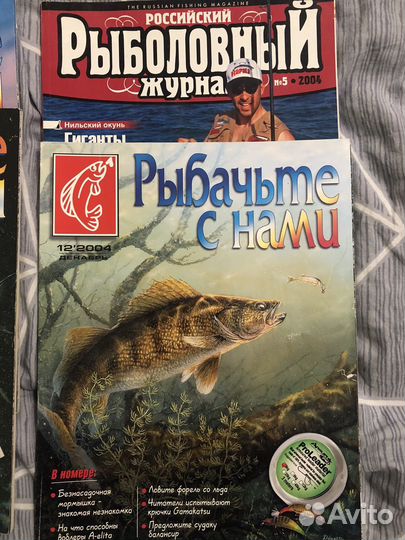 THE RUSSIAN FISHING MAGAZINE
РОССИЙСКИЙ
РЫБОЛОВНЫЙ
журнал
№5 • 2004
Нильский окунь
Гиганты
Рыбачьте
с нами
12'2004
ДЕКАБРЬ
В номере:
Безнасадочная
мормышка -
знакомая незнакомка
На что способны
воблеры A-elita
Ловите форель со льда
Читатели испытывают
крючки Gamakatsu
Предложите судаку
балансир
ProLeader
Avito